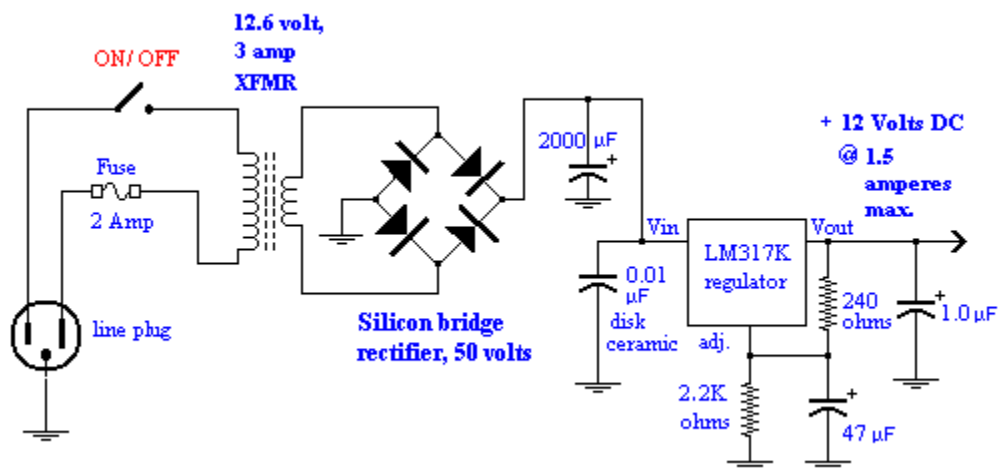 12.6 volt,
3 amp
XFMR
ON/ OFF
Fuse
2 Amp
line plug
Silicon bridge
rectifier, 50 volts
2000 µF
+
+ 12 Volts DC
@ 1.5
amperes
max.
Vin
LM317K
regulator
Vout
adj.
0.01
µF
disk
ceramic
240
ohms
+
1.0 µF
2.2K
ohms
+
47 µF